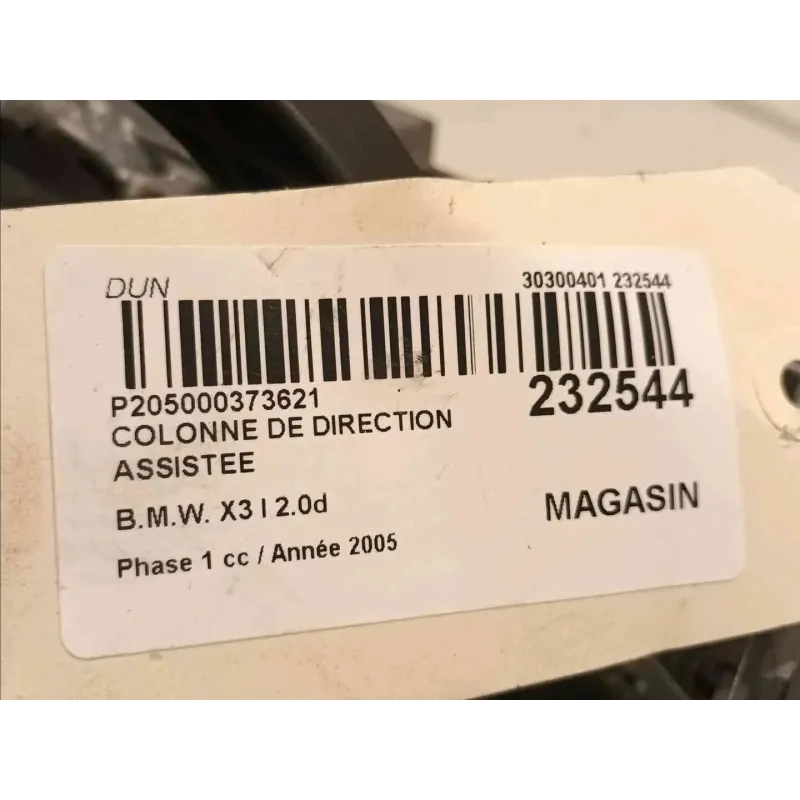 DUN
30300401 232544
P205000373621
232544
COLONNE DE DIRECTION
ASSISTEE
B.M.W. X3 I 2.0d
MAGASIN
Phase 1 cc / Année 2005